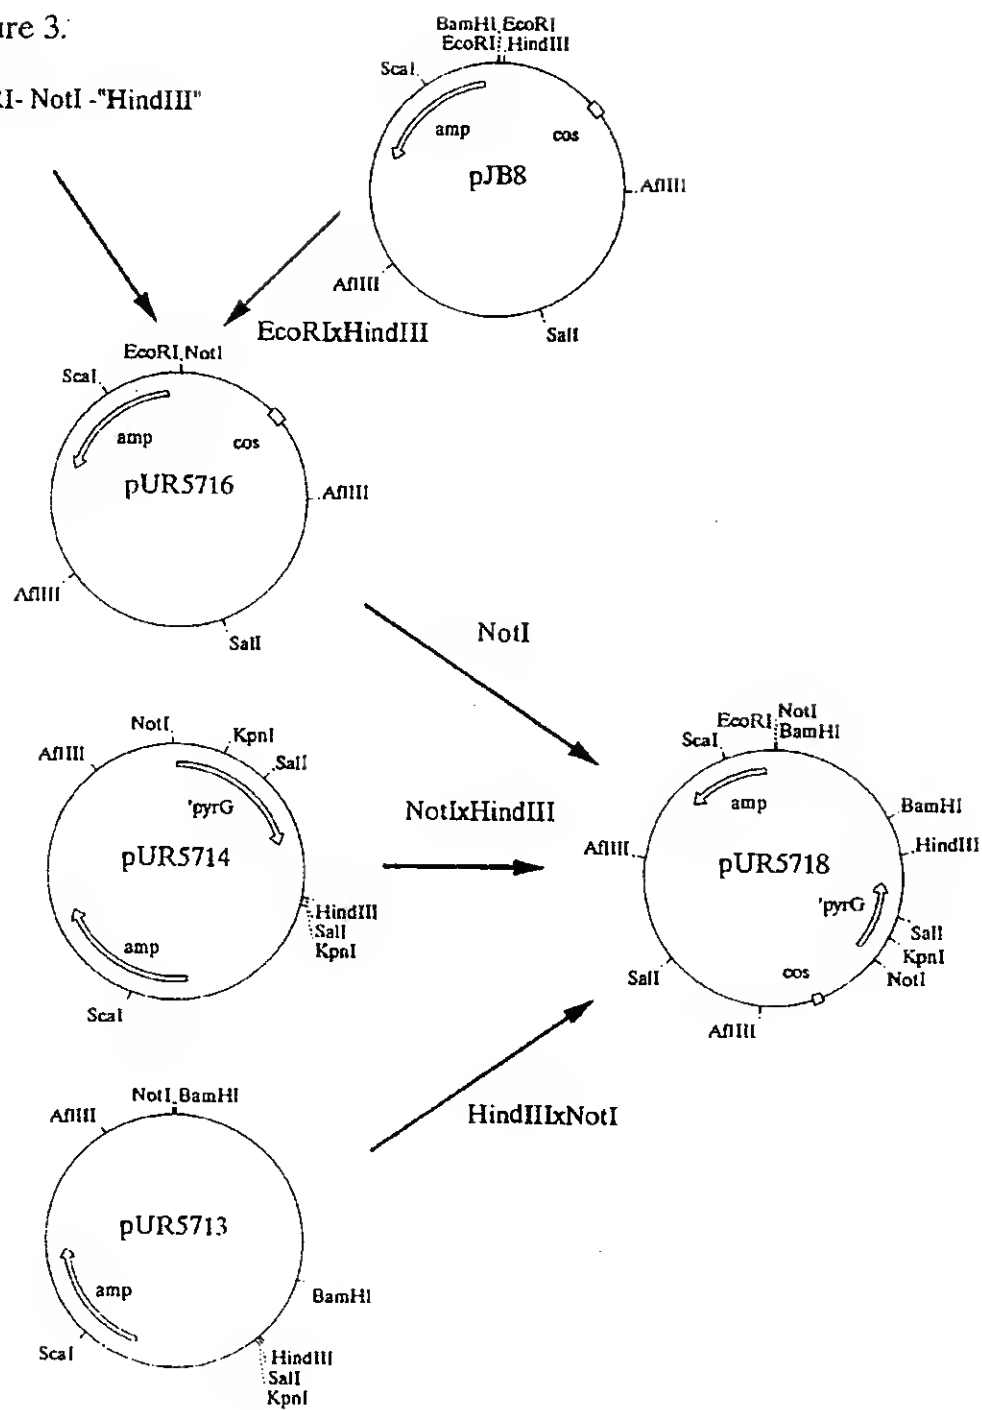 ure 3.
BamHI EcoRI
EcoRI HindIII
ScaI
RI- NotI -"HindIII"
amp
cos
pJB8
AflIII
AflIII
SalI
EcoRIxHindIII
EcoRI NotI
ScaI
amp
cos
pUR5716
AflIII
AflIII
SalI
NotI
NotI
KpnI
SalI
AflIII
'pyrG
pUR5714
HindIII
SalI
KpnI
amp
ScaI
NotIxHindIII
EcoRI NotI
BamHI
ScaI
amp
BamHI
HindIII
AflIII
pUR5718
'pyrG
SalI
KpnI
NotI
SalI
cos
AflIII
NotI BamHI
AflIII
HindIIIxNotI
pUR5713
amp
BamHI
ScaI
HindIII
SalI
KpnI